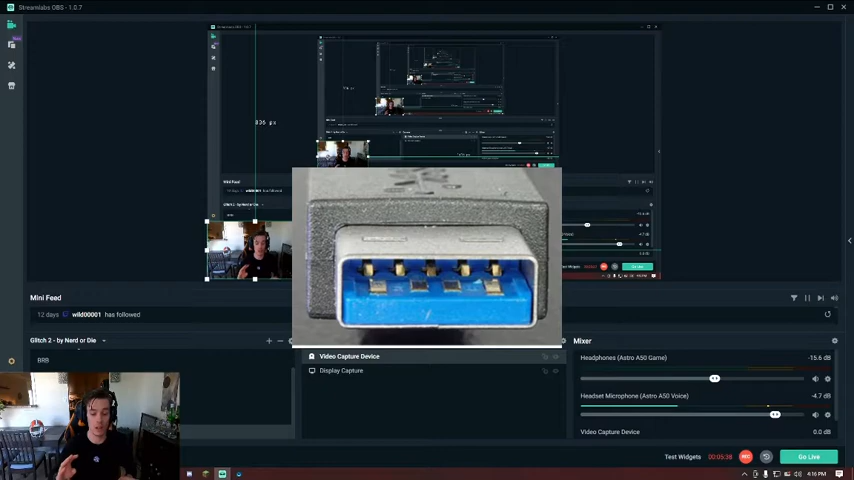 Streamlabs OBS - 1.0.7
836 px
Mini Feed
12 days wild00001 has followed
Glitch 2 - by Nerd or Die
BRB
Video Capture Device
Display Capture
Mixer
Headphones (Astro A50 Game) -15.6 dB
Headset Microphone (Astro A50 Voice) -4.7 dB
Video Capture Device 0.0 dB
Test Widgets 00:05:38 REC Go Live
4:16 PM